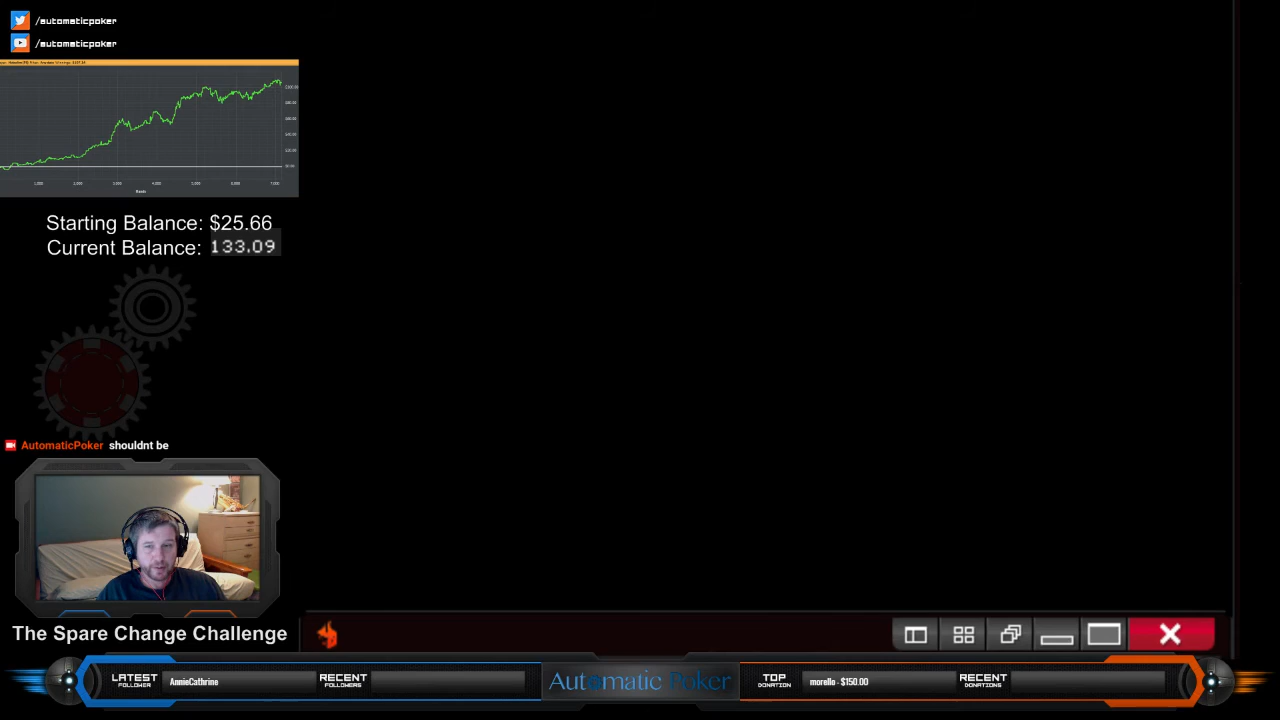 /automaticpoker
/automaticpoker
Starting Balance: $25.66
Current Balance: 133.09
AutomaticPoker shouldnt be
The Spare Change Challenge
LATEST FOLLOWER AnnieCathrine RECENT FOLLOWERS Automatic Poker TOP DONATION morello - $150.00 RECENT DONATIONS